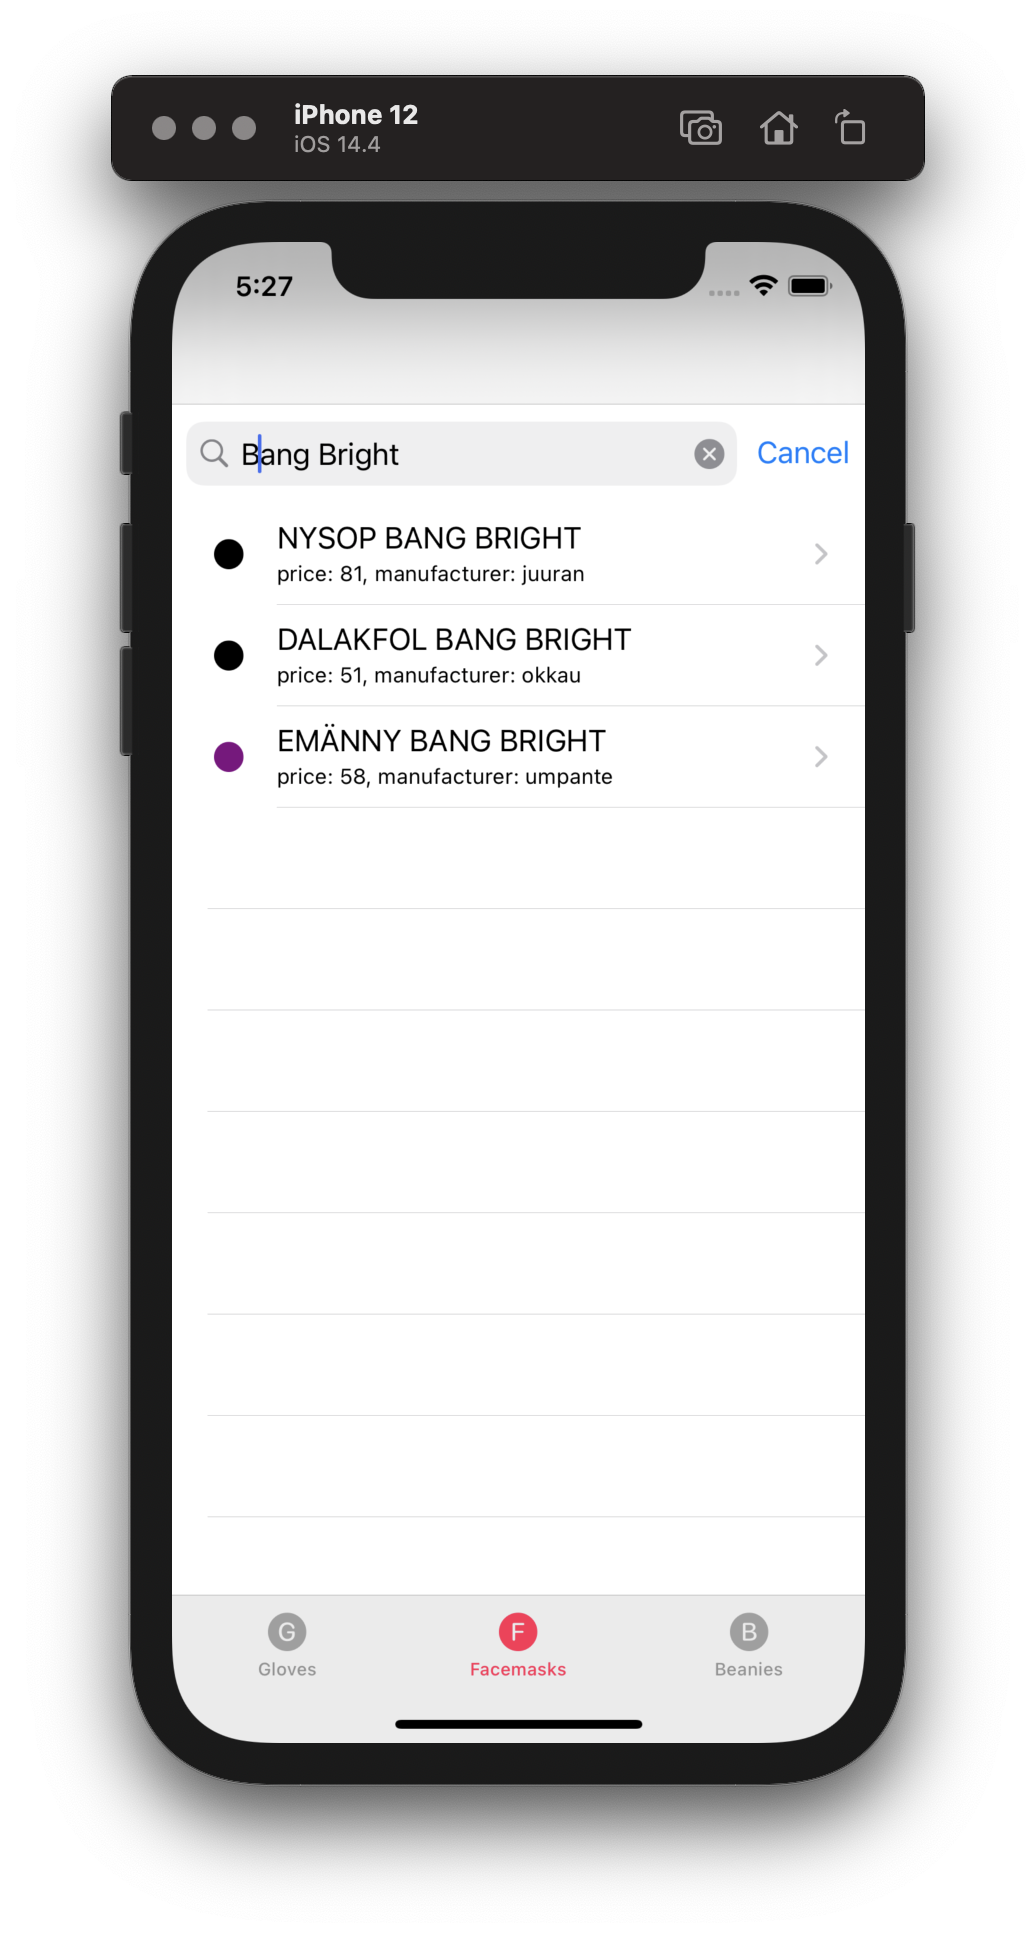 iPhone 12
iOS 14.4
5:27
Bang Bright
Cancel
NYSOP BANG BRIGHT
price: 81, manufacturer: juuran
DALAKFOL BANG BRIGHT
price: 51, manufacturer: okkau
EMÄNNY BANG BRIGHT
price: 58, manufacturer: umpante
G
Gloves
F
Facemasks
B
Beanies